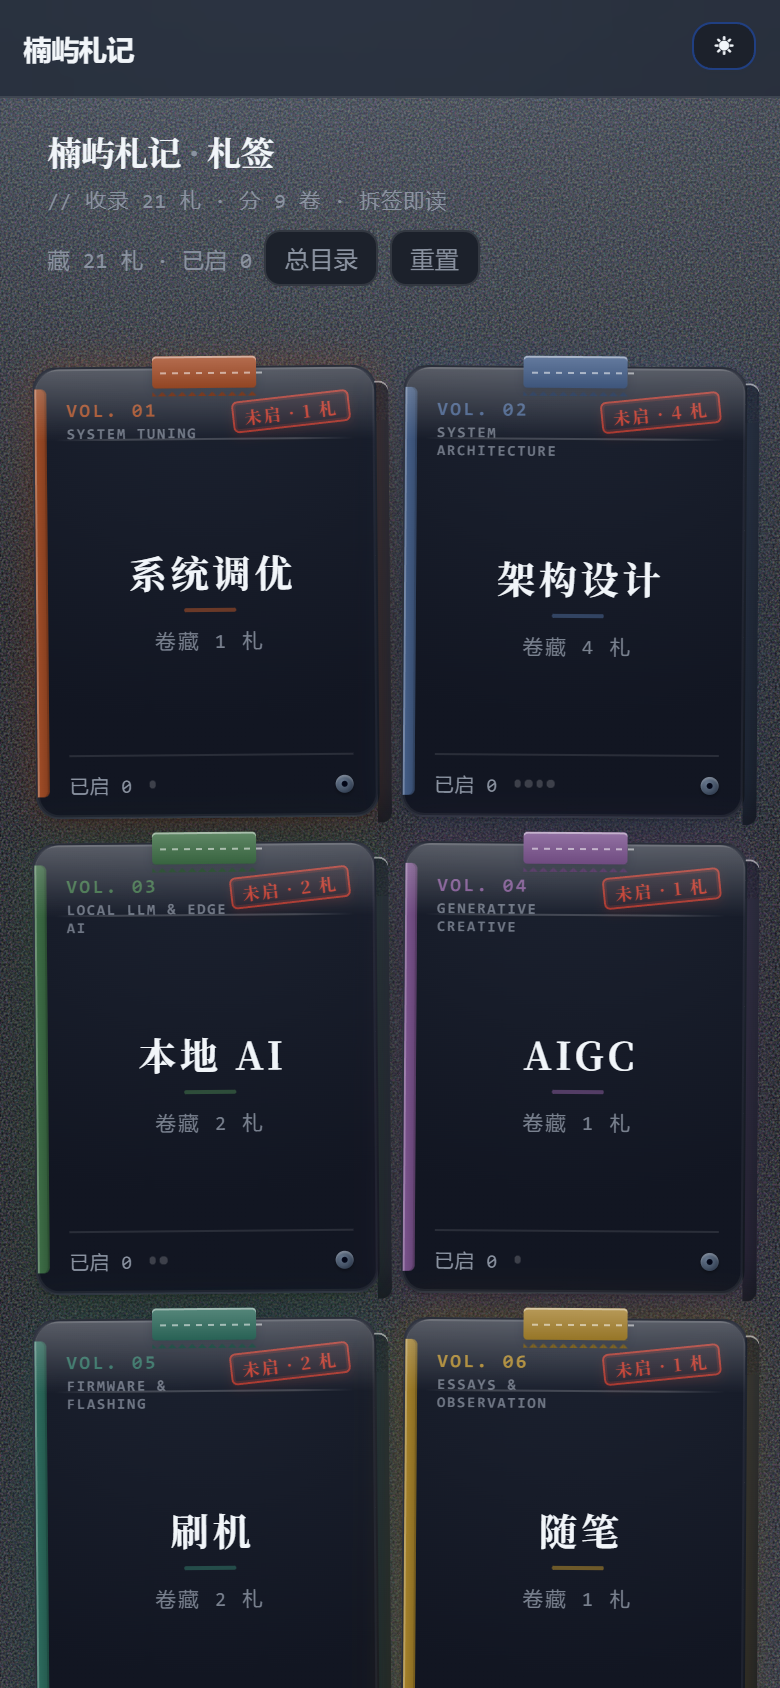 楠屿札记
楠屿札记 · 札签
// 收录 21 札 · 分 9 卷 · 拆签即读
藏 21 札 · 已启 0 总目录 重置
VOL. 01
未启 · 1 札
SYSTEM TUNING
系统调优
卷藏 1 札
已启 0
VOL. 02
未启 · 4 札
SYSTEM
ARCHITECTURE
架构设计
卷藏 4 札
已启 0
VOL. 03
未启 · 2 札
LOCAL LLM & EDGE
AI
本地 AI
卷藏 2 札
已启 0
VOL. 04
未启 · 1 札
GENERATIVE
CREATIVE
AIGC
卷藏 1 札
已启 0
VOL. 05
未启 · 2 札
FIRMWARE &
FLASHING
刷机
卷藏 2 札
VOL. 06
未启 · 1 札
ESSAYS &
OBSERVATION
随笔
卷藏 1 札